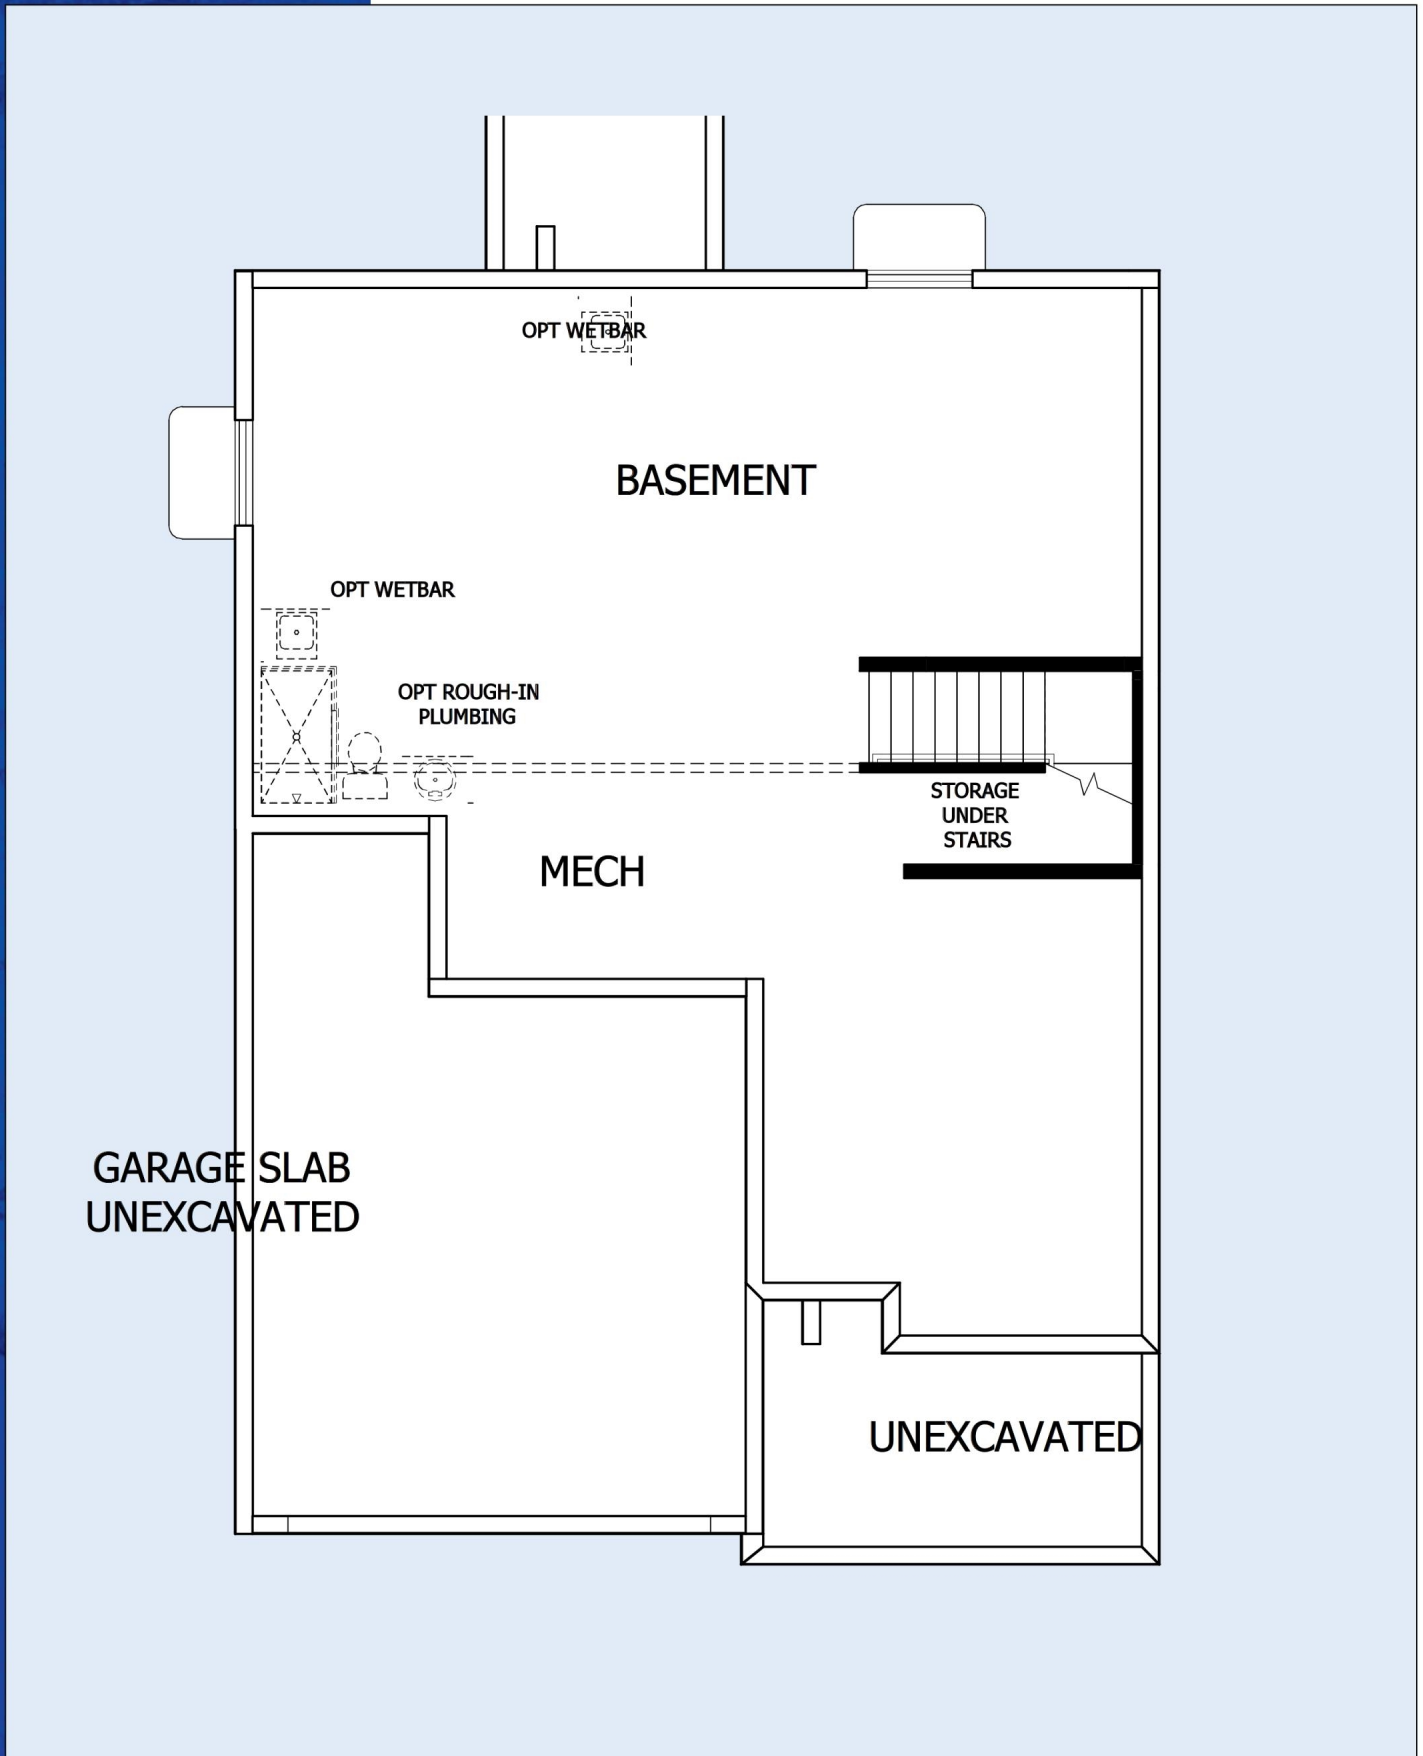 OPT WETBAR
BASEMENT
OPT WETBAR
OPT ROUGH-IN
PLUMBING
STORAGE
UNDER
STAIRS
MECH
GARAGE SLAB
UNEXCAVATED
UNEXCAVATED